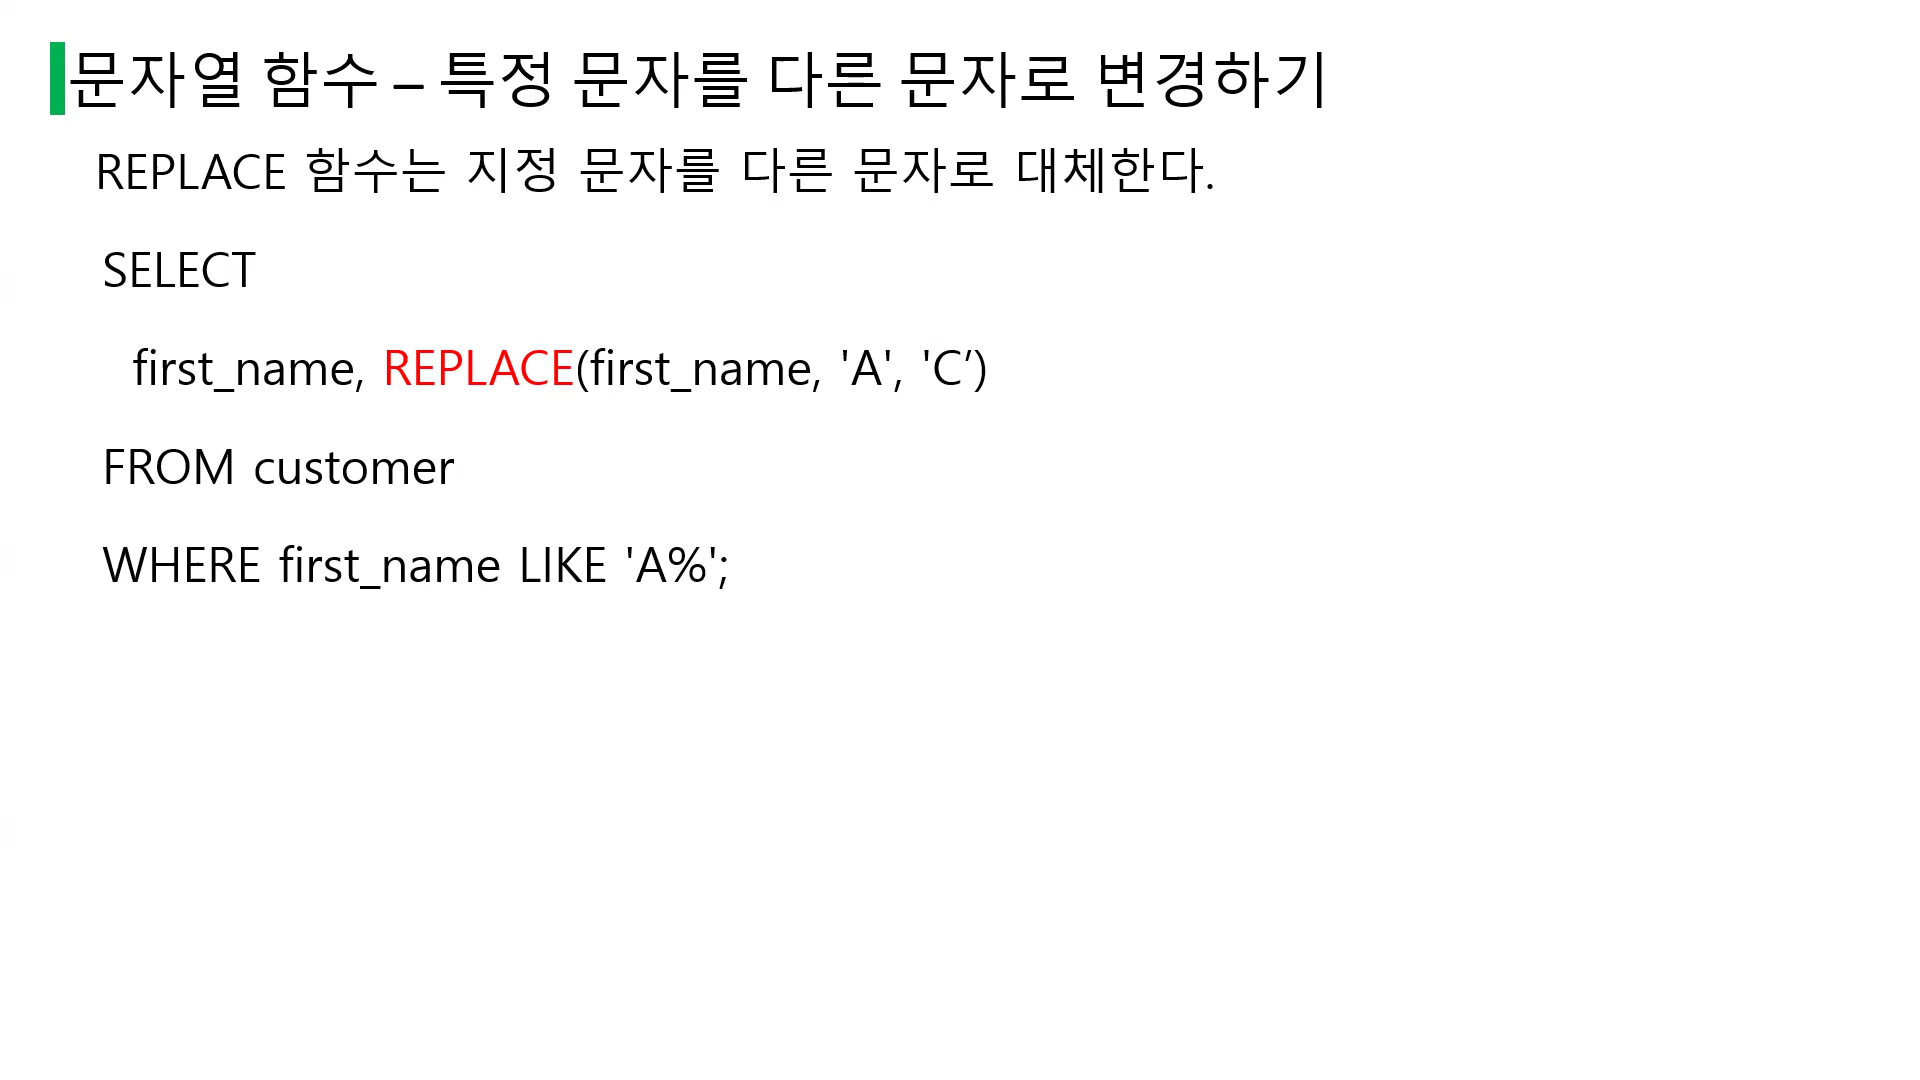 문자열 함수 – 특정 문자를 다른 문자로 변경하기
REPLACE 함수는 지정 문자를 다른 문자로 대체한다.
SELECT
first_name, REPLACE(first_name, 'A', 'C’)
FROM customer
WHERE first_name LIKE 'A%';